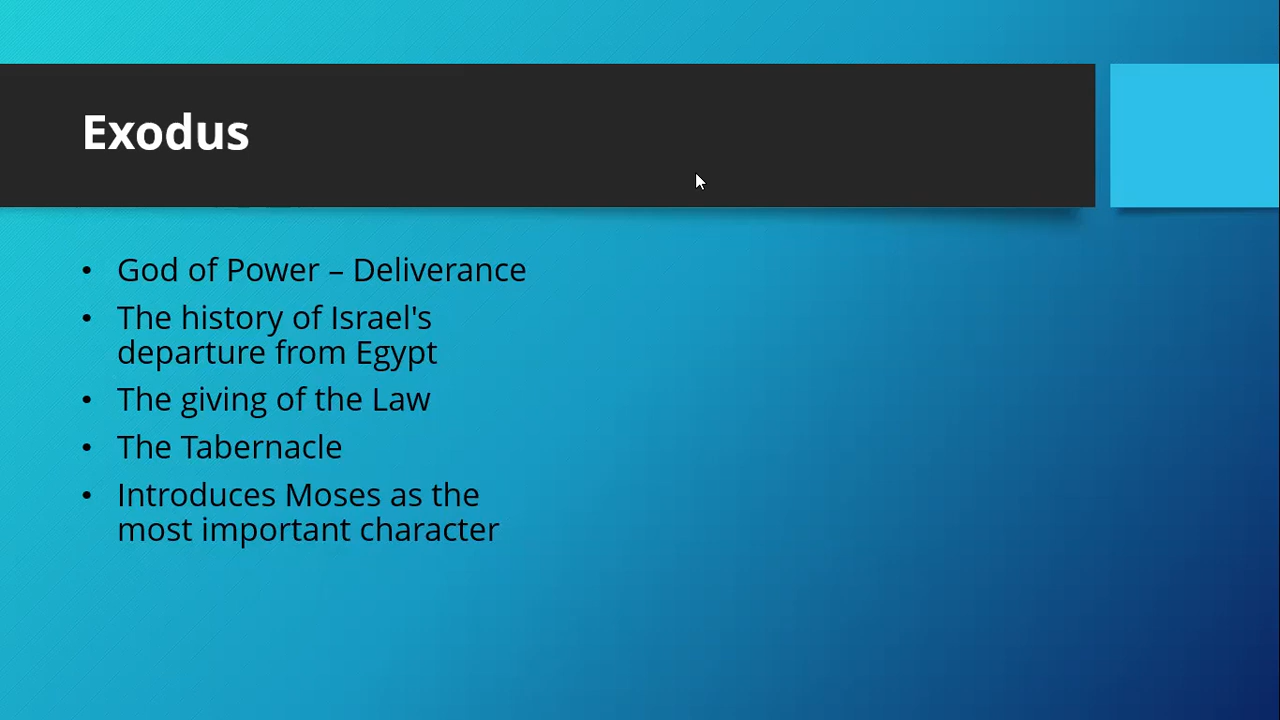 Exodus
• God of Power – Deliverance
• The history of Israel's
departure from Egypt
• The giving of the Law
• The Tabernacle
• Introduces Moses as the
most important character